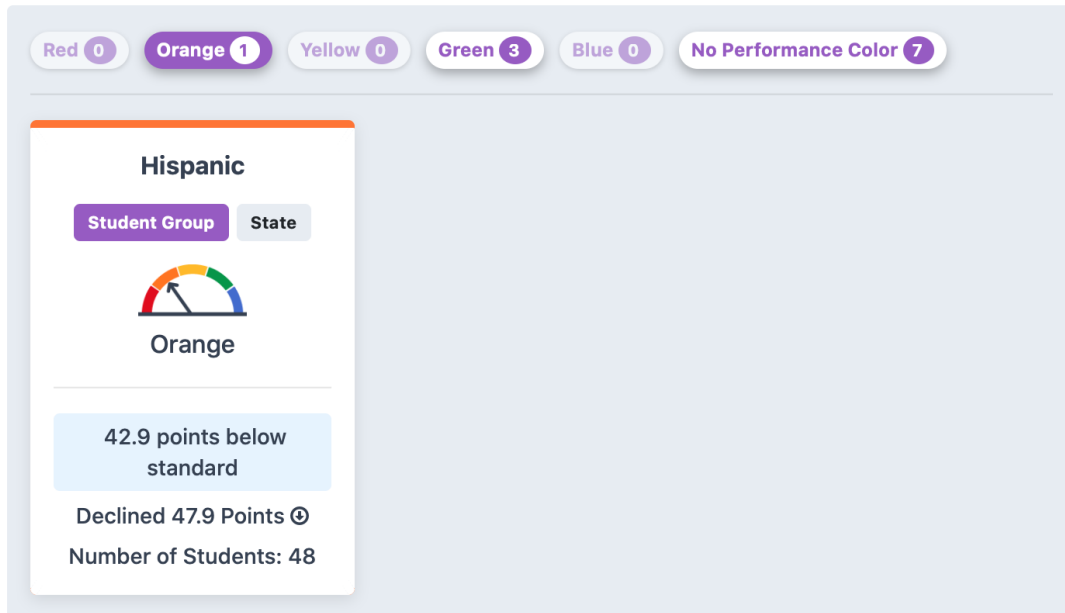 Red 0 Orange 1 Yellow 0 Green 3 Blue 0 No Performance Color 7
Hispanic
Student Group State
Orange
42.9 points below
standard
Declined 47.9 Points
Number of Students: 48